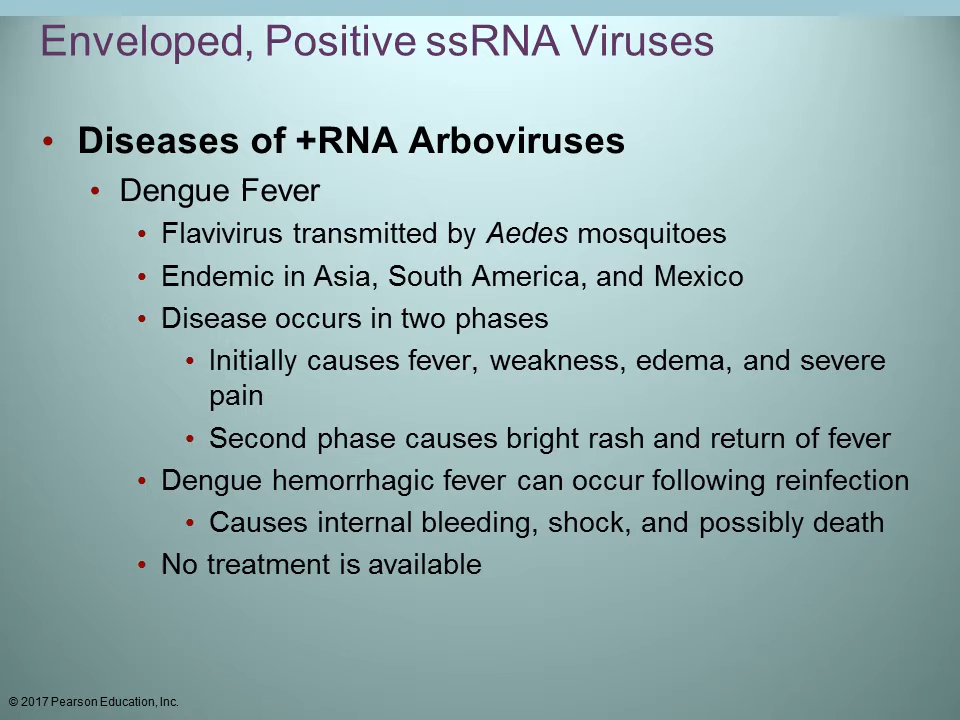 Enveloped, Positive ssRNA Viruses
• Diseases of +RNA Arboviruses
• Dengue Fever
• Flavivirus transmitted by Aedes mosquitoes
• Endemic in Asia, South America, and Mexico
• Disease occurs in two phases
• Initially causes fever, weakness, edema, and severe
pain
• Second phase causes bright rash and return of fever
• Dengue hemorrhagic fever can occur following reinfection
• Causes internal bleeding, shock, and possibly death
• No treatment is available
© 2017 Pearson Education, Inc.